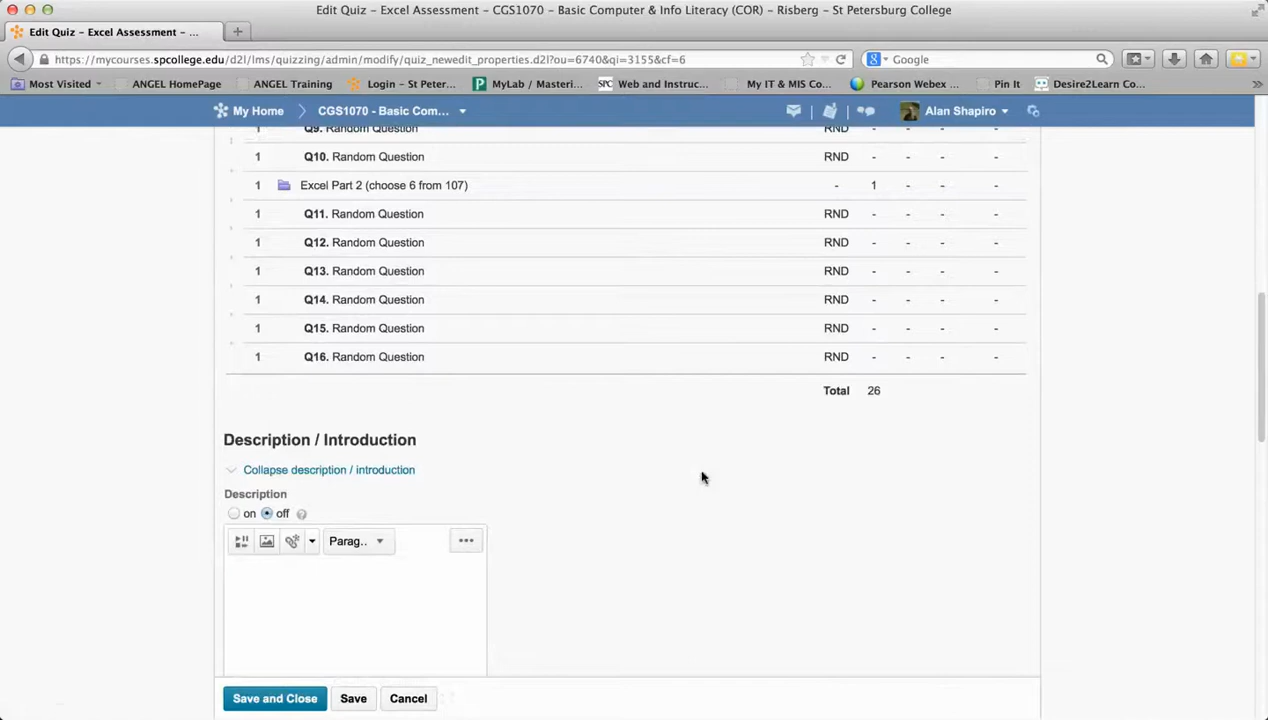 Edit Quiz – Excel Assessment – CGS1070 – Basic Computer & Info Literacy (COR) – Risberg – St Petersburg College
Edit Quiz – Excel Assessment – ...
https://mycourses.spcollege.edu/d2l/lms/quizzing/admin/modify/quiz_newedit_properties.d2l?ou=6740&qi=3155&cf=6
Google
Most Visited ANGEL HomePage ANGEL Training Login – St Peter... MyLab / Masteri... SPC Web and Instruc... My IT & MIS Co... Pearson Webex ... Pin It Desire2Learn Co... »
My Home CGS1070 - Basic Com... Alan Shapiro
1 Q9. Random Question RND - - -
1 Q10. Random Question RND - - - -
1 Excel Part 2 (choose 6 from 107) - 1 - - -
1 Q11. Random Question RND - - - -
1 Q12. Random Question RND - - - -
1 Q13. Random Question RND - - - -
1 Q14. Random Question RND - - - -
1 Q15. Random Question RND - - - -
1 Q16. Random Question RND - - - -
Total 26
Description / Introduction
Collapse description / introduction
Description
on off ?
Parag.. •••
Save and Close Save Cancel